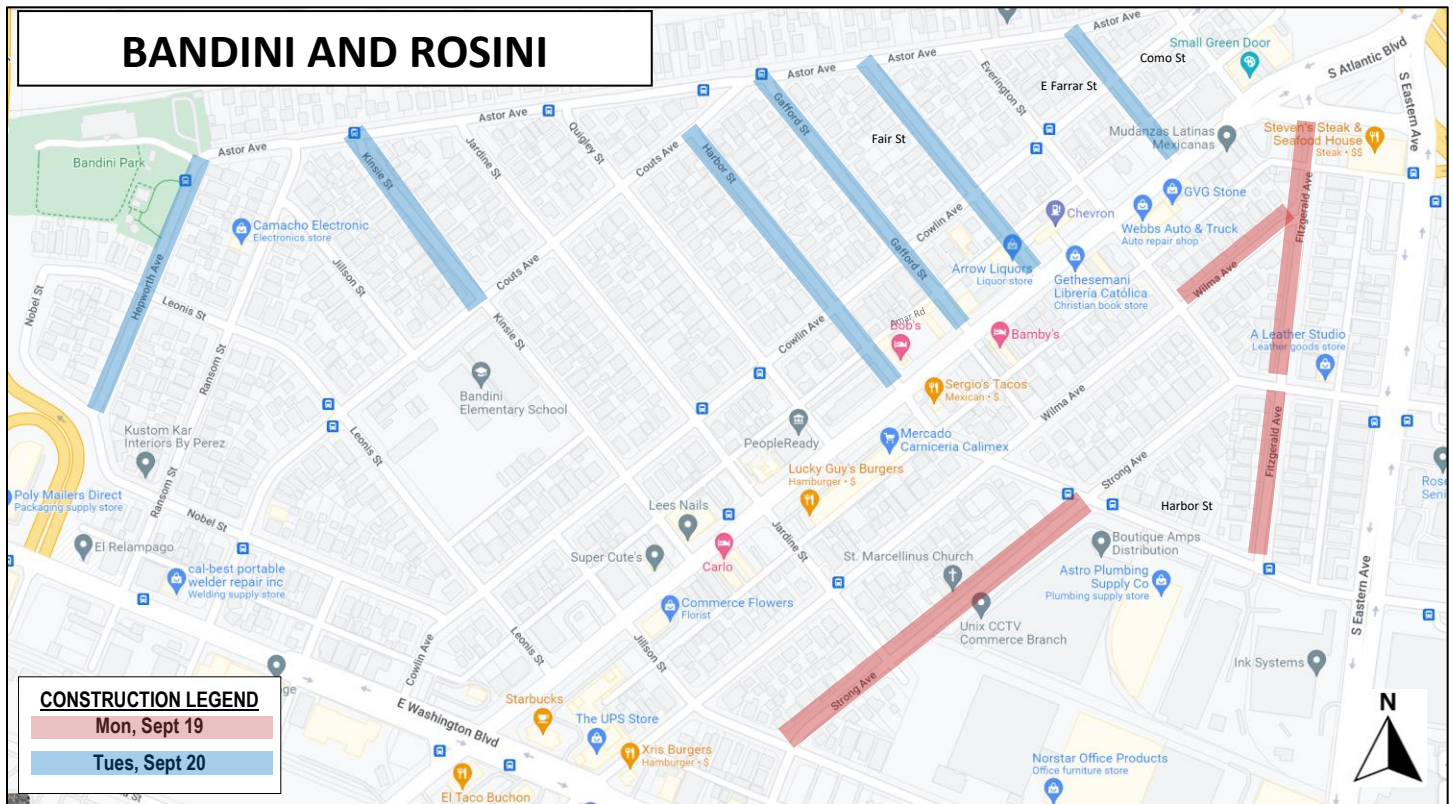 BANDINI AND ROSINI
Astor Ave
Small Green Door
Como St
S Atlantic Blvd
S Eastern Ave
Astor Ave
Astor Ave
Everington St
E Farrar St
Gafford St
Fair St
Mudanzas Latinas
Mexicanas
Steven's Steak &
Seafood House
Steak • $$
Astor Ave
Quigley St
Jardine St
Couts Ave
Harbor St
Astor Ave
Bandini Park
Kinsie St
GVG Stone
Fitzgerald Ave
Chevron
Cowlin Ave
Webbs Auto & Truck
Auto repair shop
Camacho Electronic
Electronics store
Jillson St
Couts Ave
Gafford St
Arrow Liquors
Liquor store
Gethesemani
Librería Católica
Christian book store
Wilma Ave
Hepworth Ave
Nobel St
Leonis St
Kinsie St
Cowlin Ave
Amar Rd
Bob's
Bamby's
A Leather Studio
Leather goods store
Ransom St
Bandini
Elementary School
Sergio's Tacos
Mexican • $
Wilma Ave
Kustom Kar
Interiors By Perez
Leonis St
PeopleReady
Mercado
Carniceria Calimex
Fitzgerald Ave
Lucky Guy's Burgers
Hamburger • $
Strong Ave
Poly Mailers Direct
Packaging supply store
Ransom St
Nobel St
Lees Nails
Harbor St
El Relampago
Super Cute's
Carlo
Jardine St
St. Marcellinus Church
Boutique Amps
Distribution
cal-best portable
welder repair inc
Welding supply store
Astro Plumbing
Supply Co
Plumbing supply store
S Eastern Ave
Commerce Flowers
Florist
Unix CCTV
Commerce Branch
Cowlin Ave
Leonis St
Jillson St
Ink Systems
CONSTRUCTION LEGEND
Mon, Sept 19
Tues, Sept 20
E Washington Blvd
Starbucks
The UPS Store
Strong Ave
Xris Burgers
Hamburger • $
El Taco Buchon
Norstar Office Products
Office furniture store
N